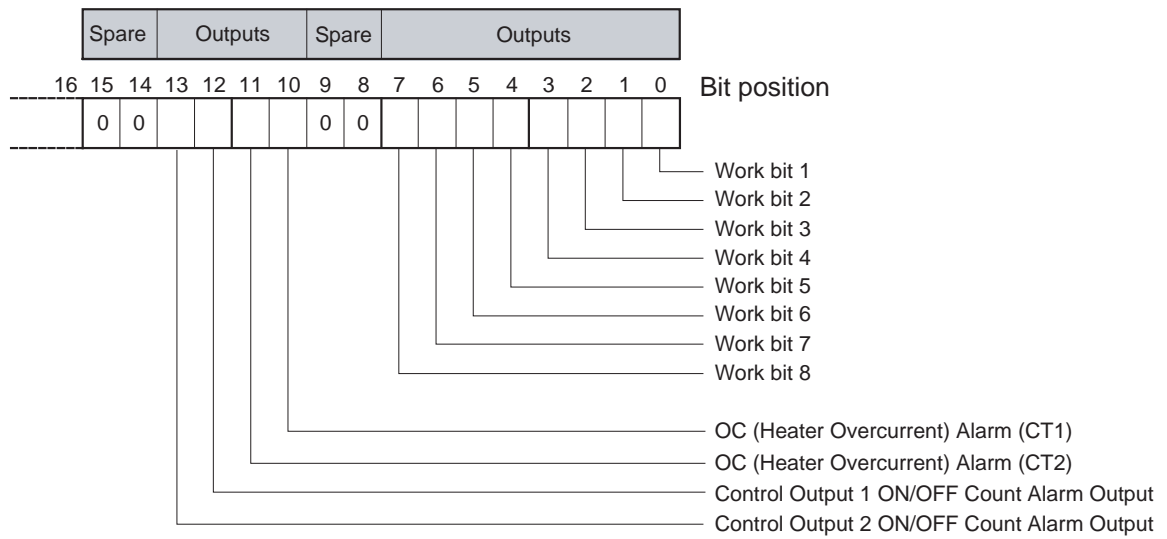 Spare Outputs Spare Outputs
16 15 14 13 12 11 10 9 8 7 6 5 4 3 2 1 0 Bit position
0 0 0 0
Work bit 1
Work bit 2
Work bit 3
Work bit 4
Work bit 5
Work bit 6
Work bit 7
Work bit 8
OC (Heater Overcurrent) Alarm (CT1)
OC (Heater Overcurrent) Alarm (CT2)
Control Output 1 ON/OFF Count Alarm Output
Control Output 2 ON/OFF Count Alarm Output